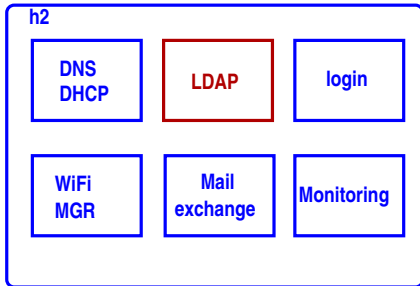 h2
DNS
DHCP
LDAP
login
WiFi
MGR
Mail
exchange
Monitoring